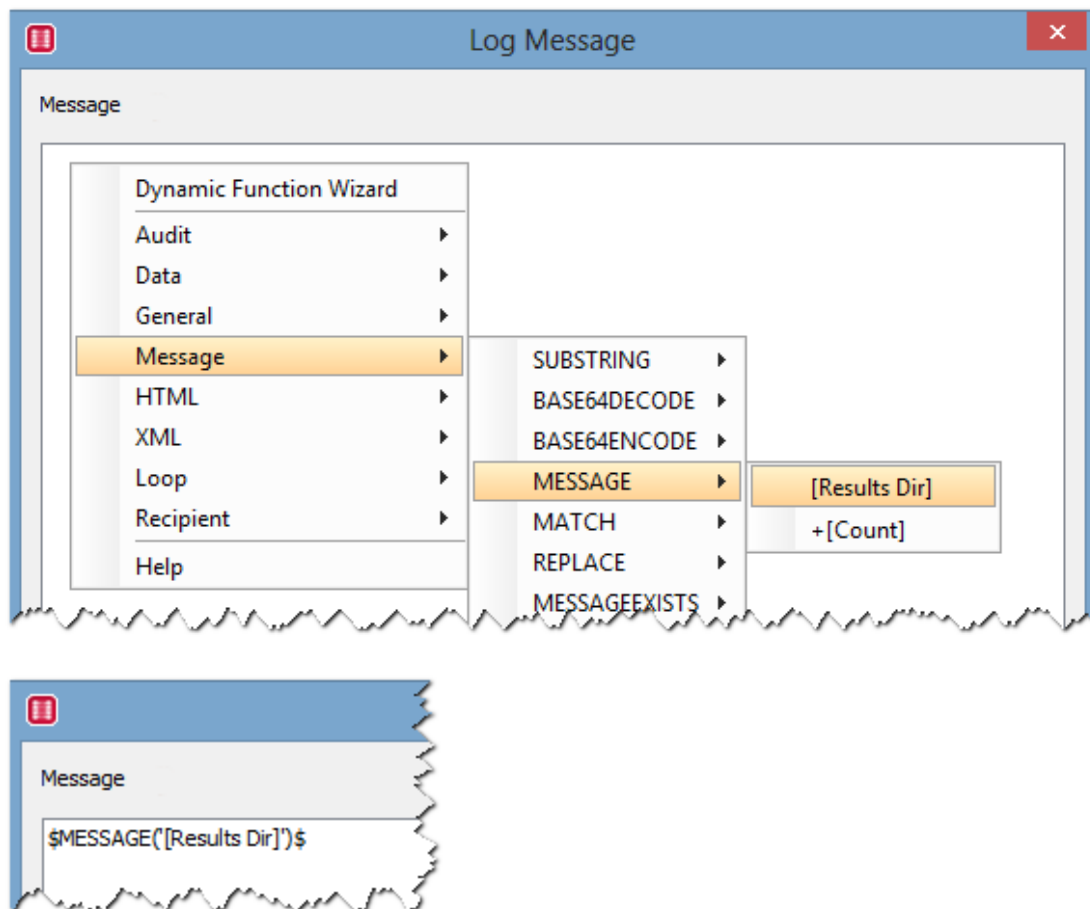 Log Message
Message
Dynamic Function Wizard
Audit
Data
General
Message
HTML
XML
Loop
Recipient
Help
SUBSTRING
BASE64DECODE
BASE64ENCODE
MESSAGE
MATCH
REPLACE
MESSAGEEXISTS
[Results Dir]
+[Count]
Message
$MESSAGE('[Results Dir]')$